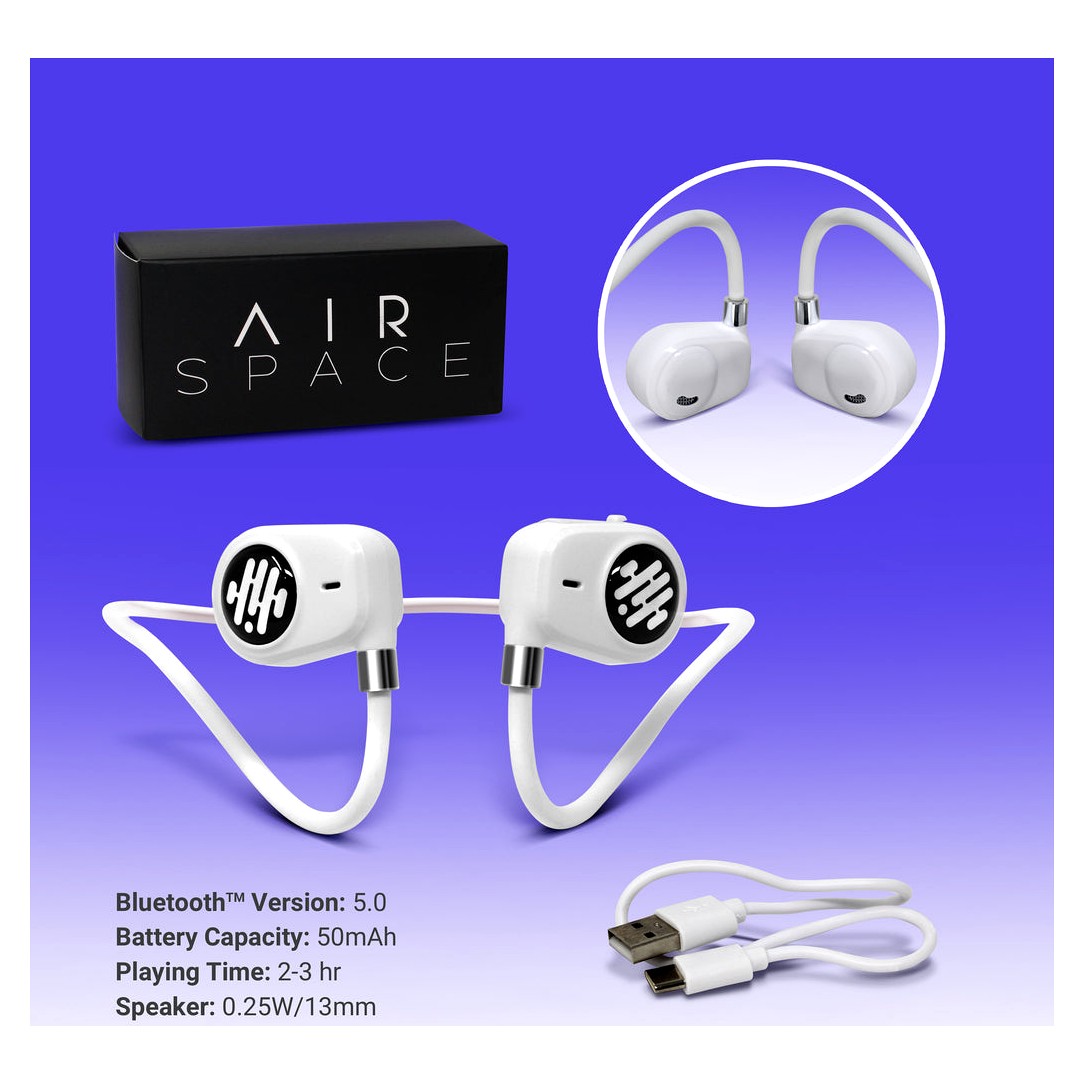 AIR
SPACE
Bluetooth™ Version: 5.0
Battery Capacity: 50mAh
Playing Time: 2-3 hr
Speaker: 0.25W/13mm